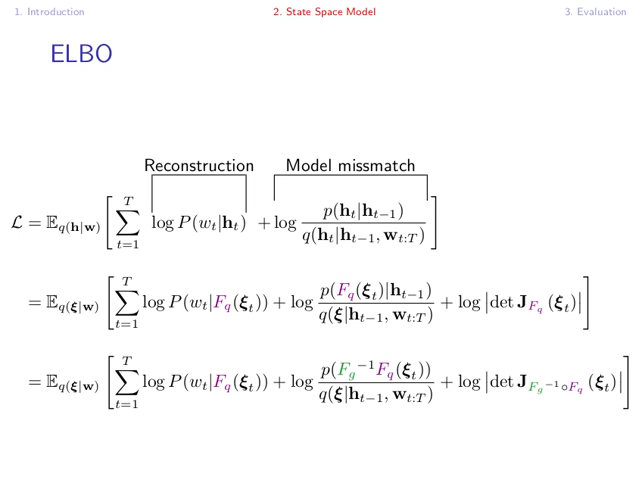 1. Introduction 2. State Space Model 3. Evaluation
ELBO
Reconstruction Model missmatch
ℒ = 𝔼_{q(𝐡|𝐰)} [ ∑_{t=1}^{T} log P(w_t|𝐡_t) + log p(𝐡_t|𝐡_{t−1}) / q(𝐡_t|𝐡_{t−1}, 𝐰_{t:T}) ]
= 𝔼_{q(𝝃|𝐰)} [ ∑_{t=1}^{T} log P(w_t|F_q(𝝃_t)) + log p(F_q(𝝃_t)|𝐡_{t−1}) / q(𝝃|𝐡_{t−1}, 𝐰_{t:T}) + log |det 𝐉_{F_q} (𝝃_t)| ]
= 𝔼_{q(𝝃|𝐰)} [ ∑_{t=1}^{T} log P(w_t|F_q(𝝃_t)) + log p(F_g^{−1}F_q(𝝃_t)) / q(𝝃|𝐡_{t−1}, 𝐰_{t:T}) + log |det 𝐉_{F_g^{−1}∘F_q} (𝝃_t)| ]